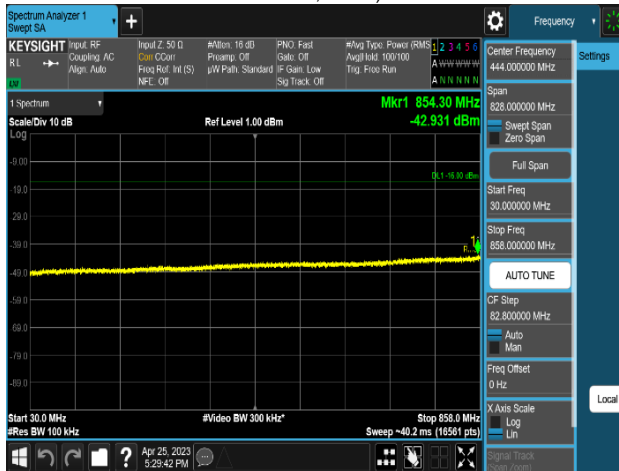 Spectrum Analyzer 1
Swept SA
Frequency
KEYSIGHT
RL
Input: RF
Coupling: AC
Align: Auto
Input Z: 50 Ω
Corr CCorr
Freq Ref: Int (S)
NFE: Off
#Atten: 16 dB
Preamp: Off
µW Path: Standard
PNO: Fast
Gate: Off
IF Gain: Low
Sig Track: Off
#Avg Type: Power (RMS
Avg|Hold: 100/100
Trig: Free Run
1 2 3 4 5 6
A W W W W W
A N N N N N
1 Spectrum
Scale/Div 10 dB
Log
Ref Level 1.00 dBm
Mkr1 854.30 MHz
-42.931 dBm
DL1 -16.00 dBm
-9.00
-19.0
-29.0
-39.0
-49.0
-59.0
-69.0
-79.0
-89.0
1
Start 30.0 MHz
#Res BW 100 kHz
#Video BW 300 kHz*
Stop 858.0 MHz
Sweep ~40.2 ms (16561 pts)
Apr 25, 2023
5:29:42 PM
Center Frequency
444.000000 MHz
Settings
Span
828.000000 MHz
Swept Span
Zero Span
Full Span
Start Freq
30.000000 MHz
Stop Freq
858.000000 MHz
AUTO TUNE
CF Step
82.800000 MHz
Auto
Man
Freq Offset
0 Hz
X Axis Scale
Log
Lin
Local
Signal Track
(Span Zoom)